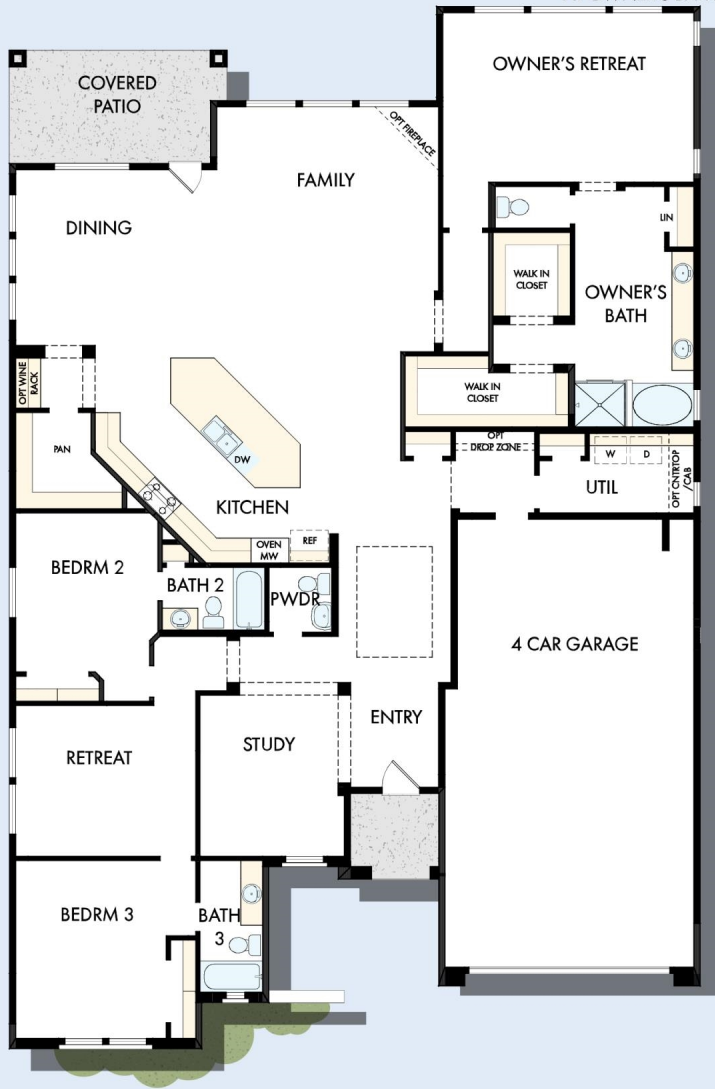 COVERED
PATIO
OWNER'S RETREAT
OPT FIREPLACE
FAMILY
DINING
LIN
WALK IN
CLOSET
OWNER'S
BATH
OPT WINE
RACK
WALK IN
CLOSET
PAN
DW
OPT
DROP ZONE
W
D
UTIL
OPT CNTRTOP
/CAB
KITCHEN
OVEN
MW
REF
BEDRM 2
BATH 2
PWDR
4 CAR GARAGE
ENTRY
STUDY
RETREAT
BEDRM 3
BATH
3